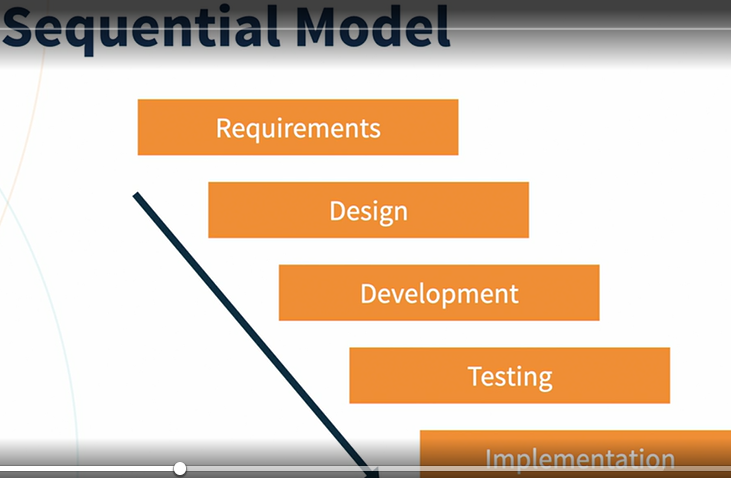 Sequential Model
Requirements
Design
Development
Testing
Implementation